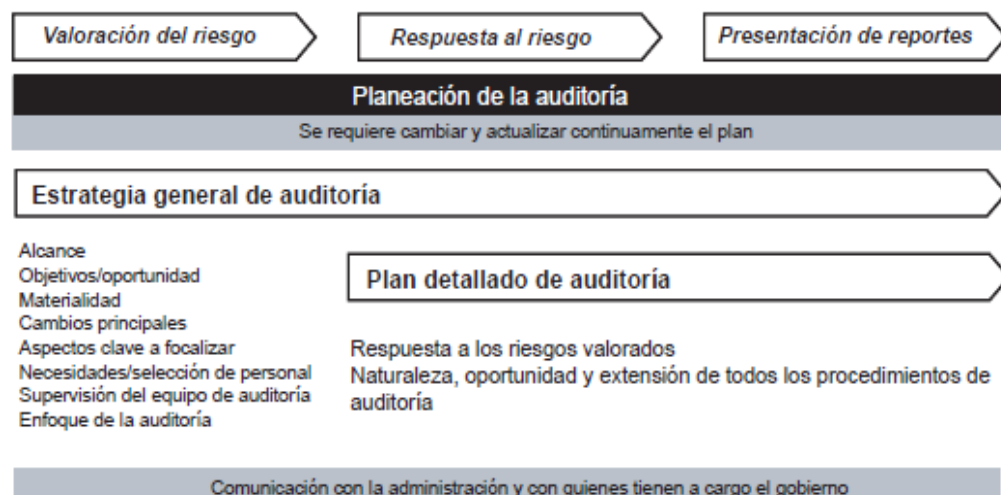 Valoración del riesgo
Respuesta al riesgo
Presentación de reportes
Planeación de la auditoría
Se requiere cambiar y actualizar continuamente el plan
Estrategia general de auditoría
Alcance
Objetivos/oportunidad
Materialidad
Cambios principales
Aspectos clave a focalizar
Necesidades/selección de personal
Supervisión del equipo de auditoría
Enfoque de la auditoría
Plan detallado de auditoría
Respuesta a los riesgos valorados
Naturaleza, oportunidad y extensión de todos los procedimientos de
auditoría
Comunicación con la administración y con quienes tienen a cargo el gobierno